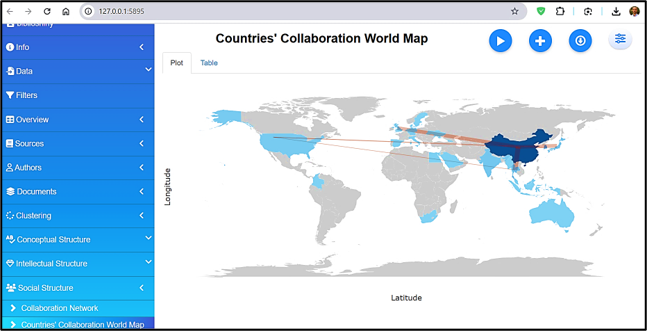 127.0.0.1:5895
Biblioshiny
Info
Data
Filters
Overview
Sources
Authors
Documents
Clustering
Conceptual Structure
Intellectual Structure
Social Structure
Collaboration Network
Countries' Collaboration World Map
Countries' Collaboration World Map
Plot
Table
Longitude
Latitude